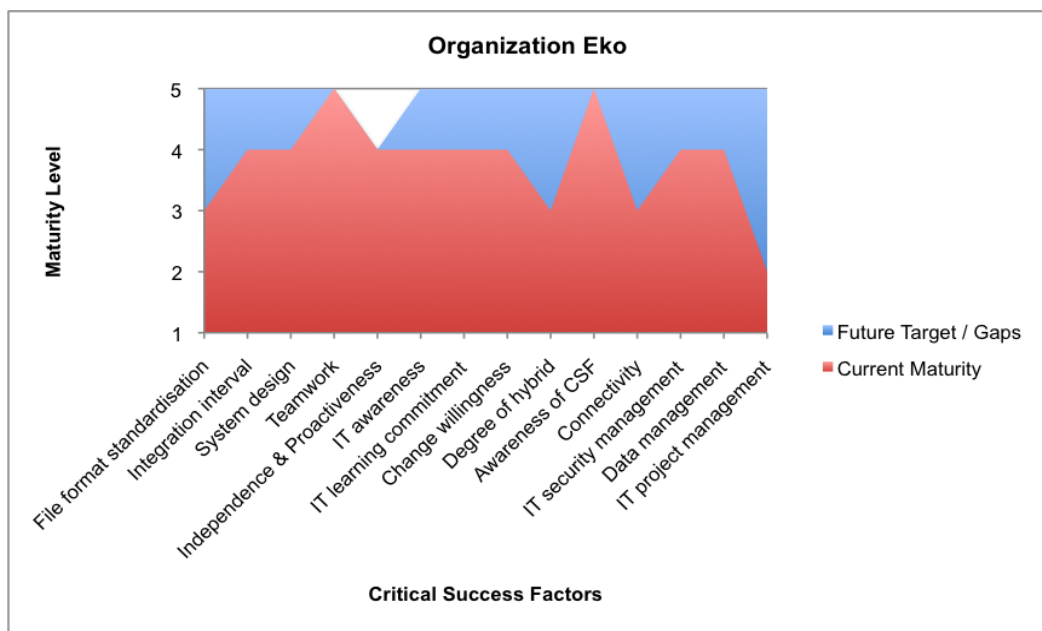 Organization Eko
Maturity Level
5
4
3
2
1
File format standardisation
Integration interval
System design
Teamwork
Independence & Proactiveness
IT awareness
IT learning commitment
Change willingness
Degree of hybrid
Awareness of CSF
Connectivity
IT security management
Data management
IT project management
Critical Success Factors
Future Target / Gaps
Current Maturity